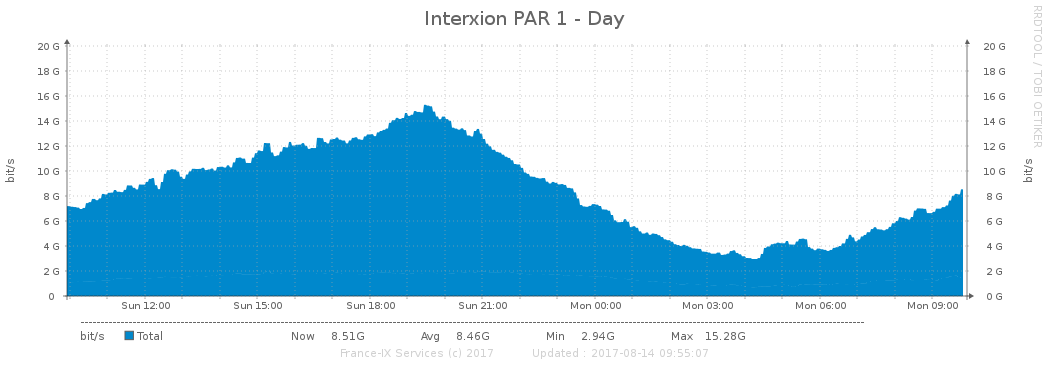 Interxion PAR 1 - Day
RRDTOOL / TOBI OETIKER
20 G 20 G
18 G 18 G
16 G 16 G
14 G 14 G
12 G 12 G
10 G 10 G
8 G 8 G
6 G 6 G
4 G 4 G
2 G 2 G
0 0 G
bit/s bit/s
Sun 12:00 Sun 15:00 Sun 18:00 Sun 21:00 Mon 00:00 Mon 03:00 Mon 06:00 Mon 09:00
bit/s Total Now 8.51G Avg 8.46G Min 2.94G Max 15.28G
France-IX Services (c) 2017 Updated : 2017-08-14 09:55:07